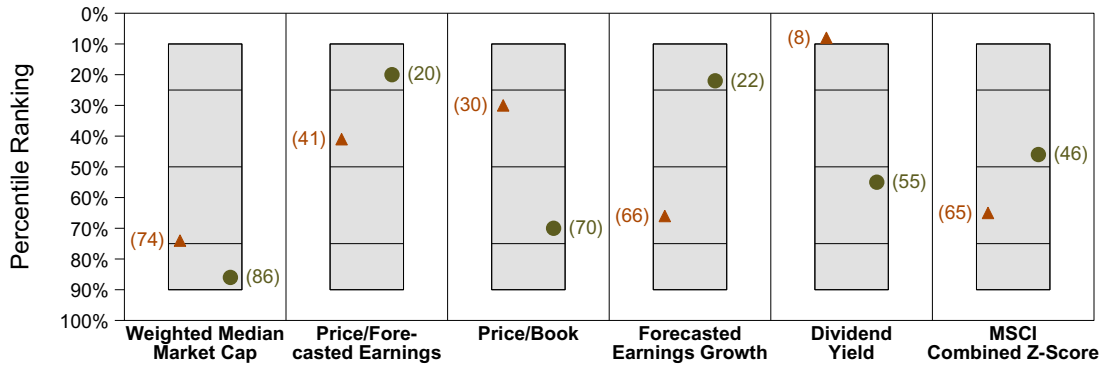 0%
10%
20%
30%
40%
50%
60%
70%
80%
90%
100%
Percentile Ranking
(74)
(86)
(41)
(20)
(30)
(70)
(66)
(22)
(8)
(55)
(65)
(46)
Weighted Median
Market Cap
Price/Fore-
casted Earnings
Price/Book
Forecasted
Earnings Growth
Dividend
Yield
MSCI
Combined Z-Score